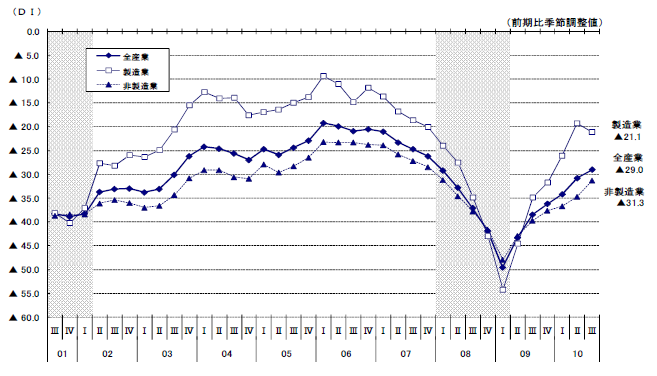 (ＤＩ)
(前期比季節調整値)
0.0
▲ 5.0
▲ 10.0
▲ 15.0
▲ 20.0
▲ 25.0
▲ 30.0
▲ 35.0
▲ 40.0
▲ 45.0
▲ 50.0
▲ 55.0
▲ 60.0
全産業
製造業
非製造業
製造業
▲21.1
全産業
▲29.0
非製造業
▲31.3
Ⅲ Ⅳ Ⅰ Ⅱ Ⅲ Ⅳ Ⅰ Ⅱ Ⅲ Ⅳ Ⅰ Ⅱ Ⅲ Ⅳ Ⅰ Ⅱ Ⅲ Ⅳ Ⅰ Ⅱ Ⅲ Ⅳ Ⅰ Ⅱ Ⅲ Ⅳ Ⅰ Ⅱ Ⅲ Ⅳ Ⅰ Ⅱ Ⅲ Ⅳ Ⅰ Ⅱ Ⅲ
01 02 03 04 05 06 07 08 09 10